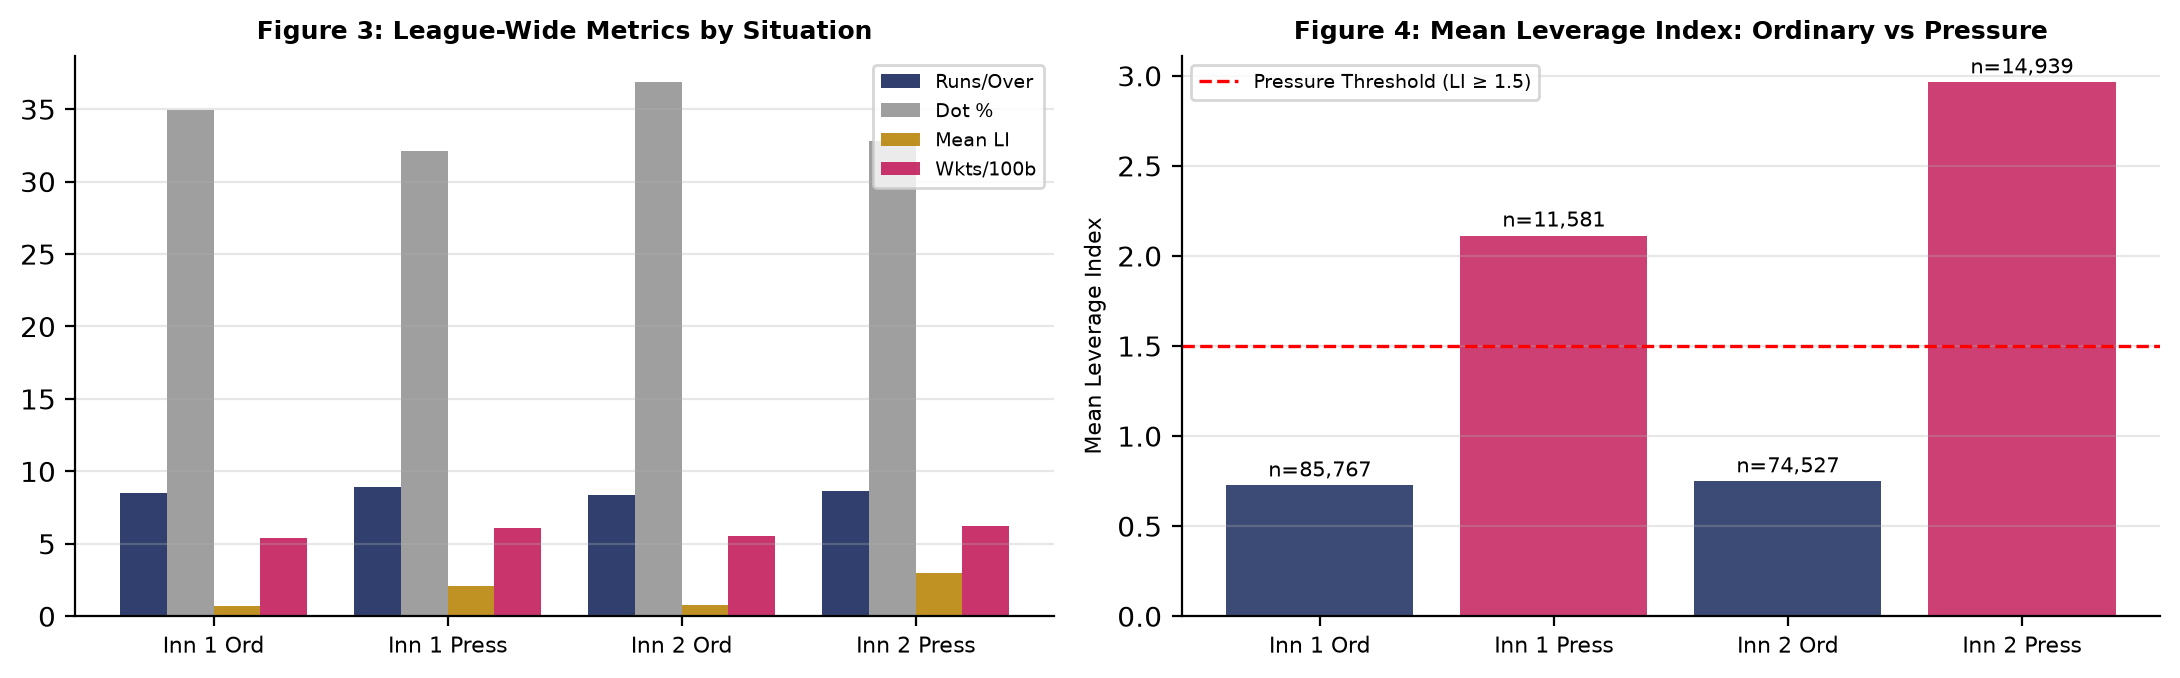 Figure 3: League-Wide Metrics by Situation
Runs/Over
Dot %
Mean LI
Wkts/100b
35
30
25
20
15
10
5
0
Inn 1 Ord
Inn 1 Press
Inn 2 Ord
Inn 2 Press
Figure 4: Mean Leverage Index: Ordinary vs Pressure
Pressure Threshold (LI ≥ 1.5)
Mean Leverage Index
3.0
2.5
2.0
1.5
1.0
0.5
0.0
n=85,767
n=11,581
n=74,527
n=14,939
Inn 1 Ord
Inn 1 Press
Inn 2 Ord
Inn 2 Press